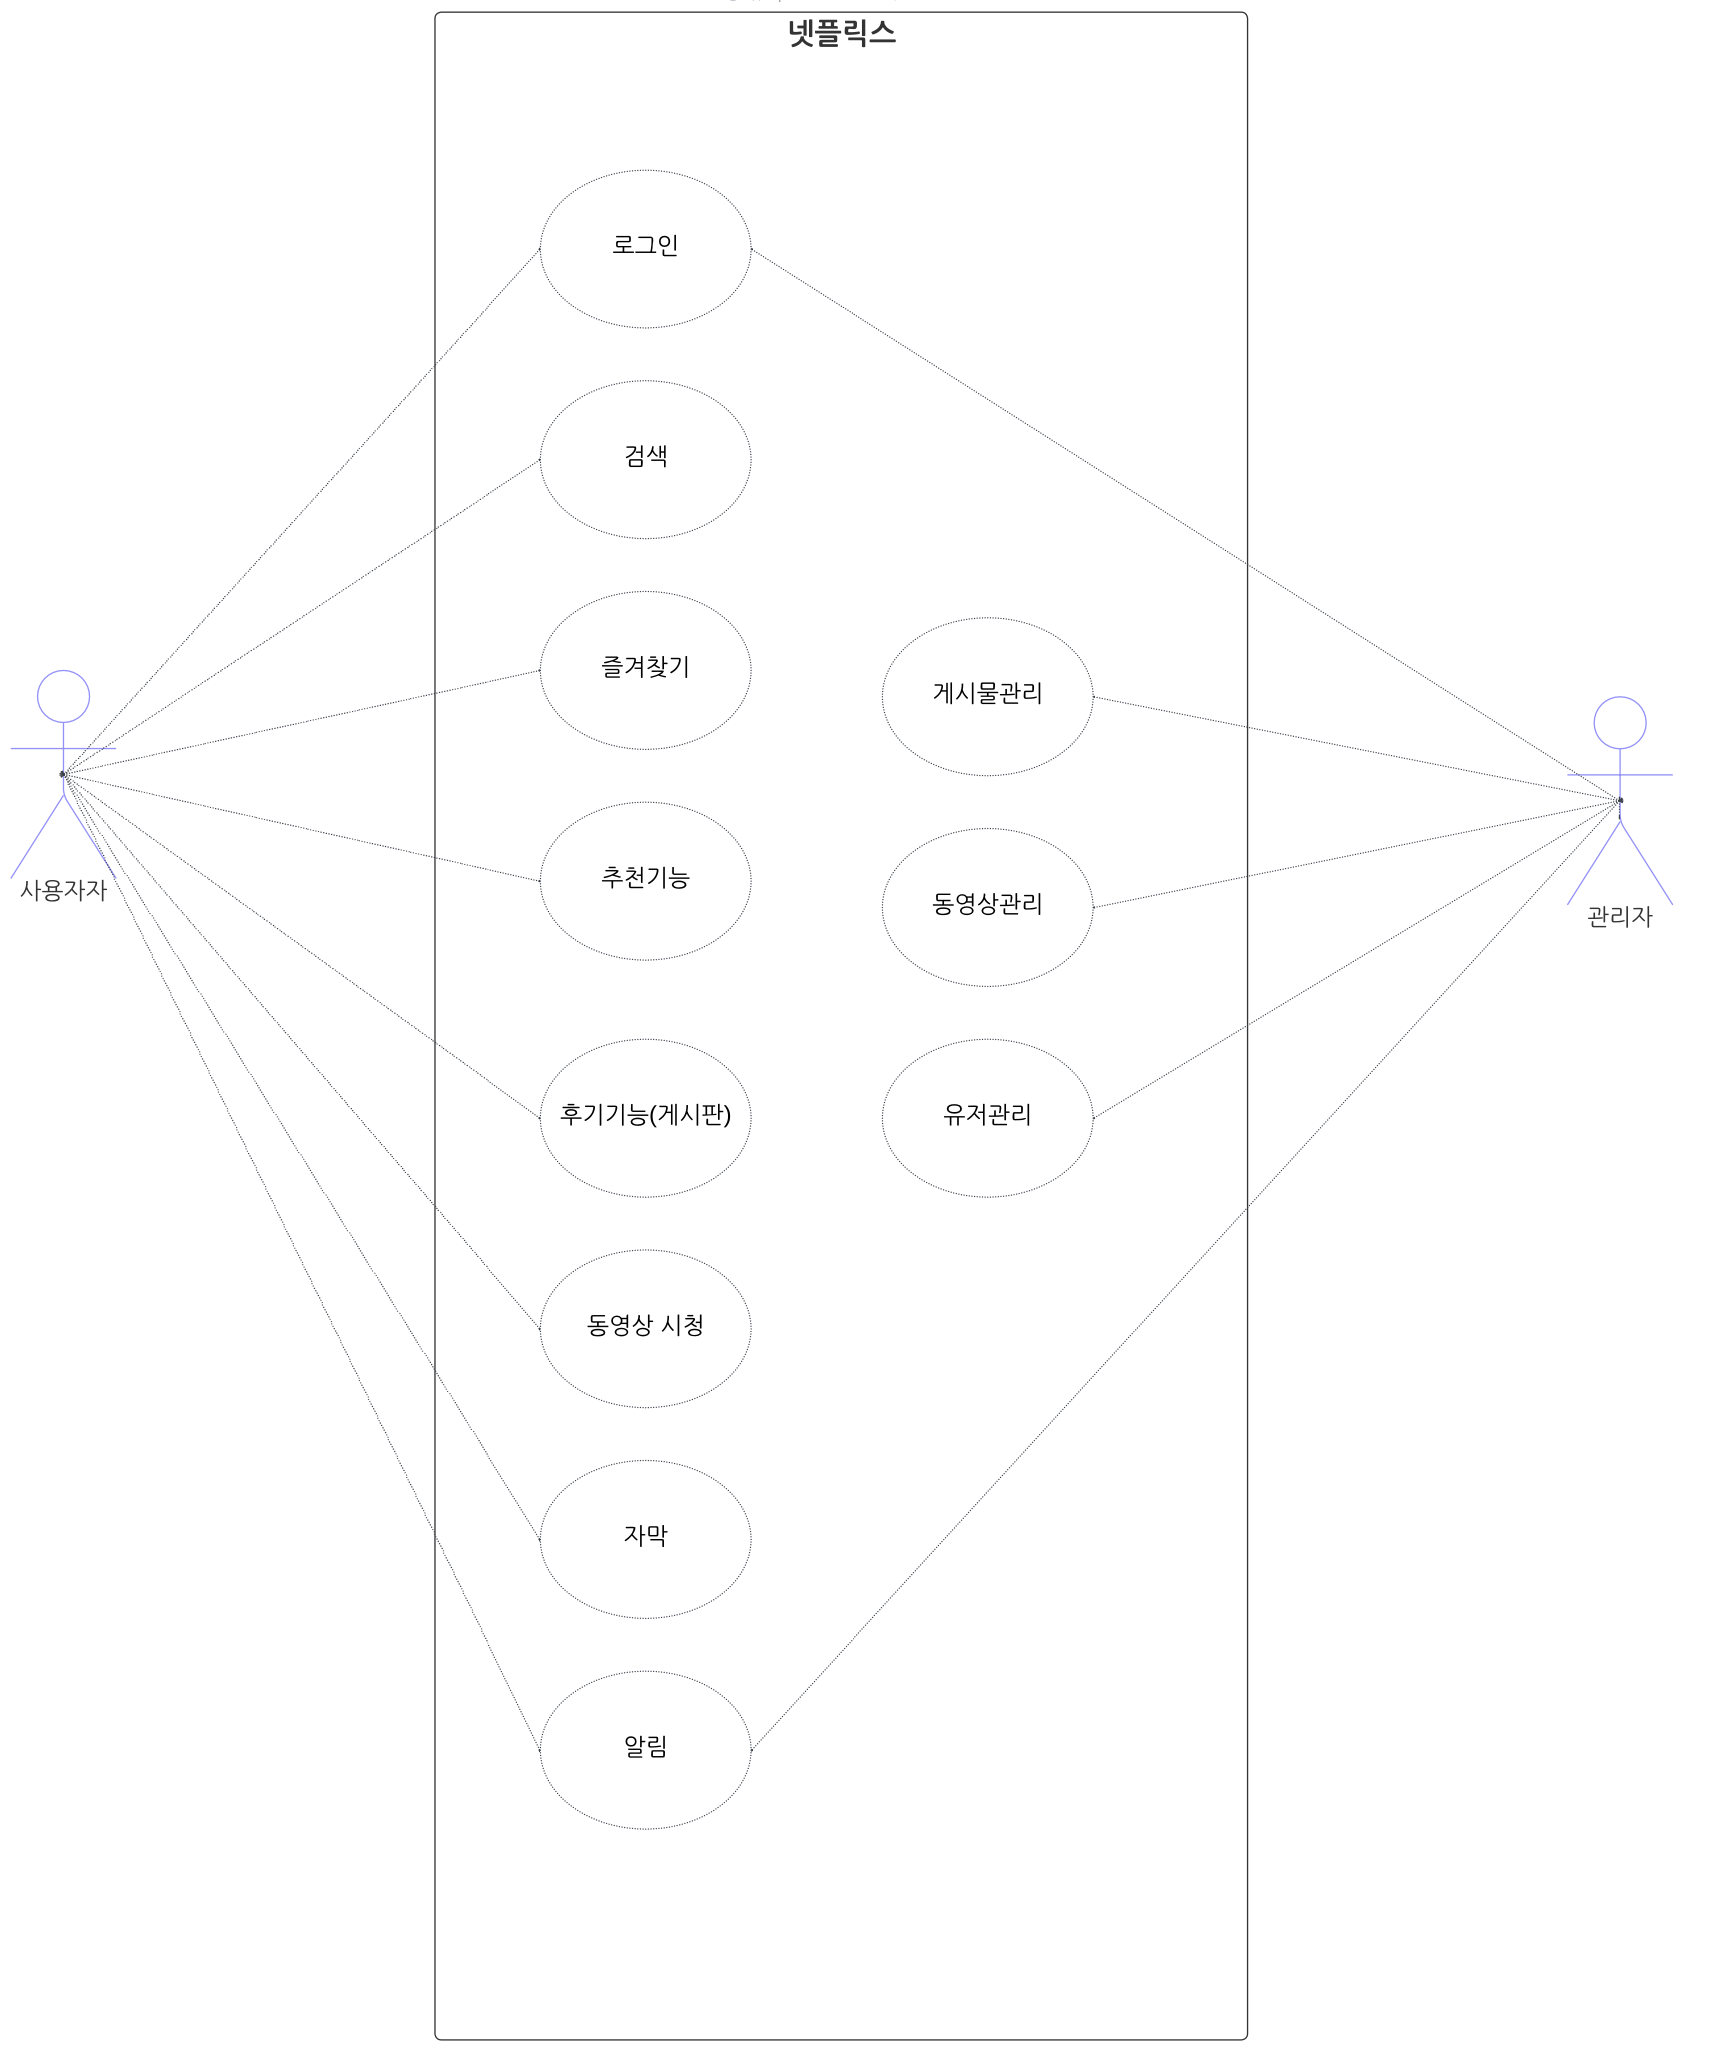 넷플릭스
로그인
검색
즐겨찾기
추천기능
후기기능(게시판)
동영상 시청
자막
알림
게시물관리
동영상관리
유저관리
사용자자
관리자